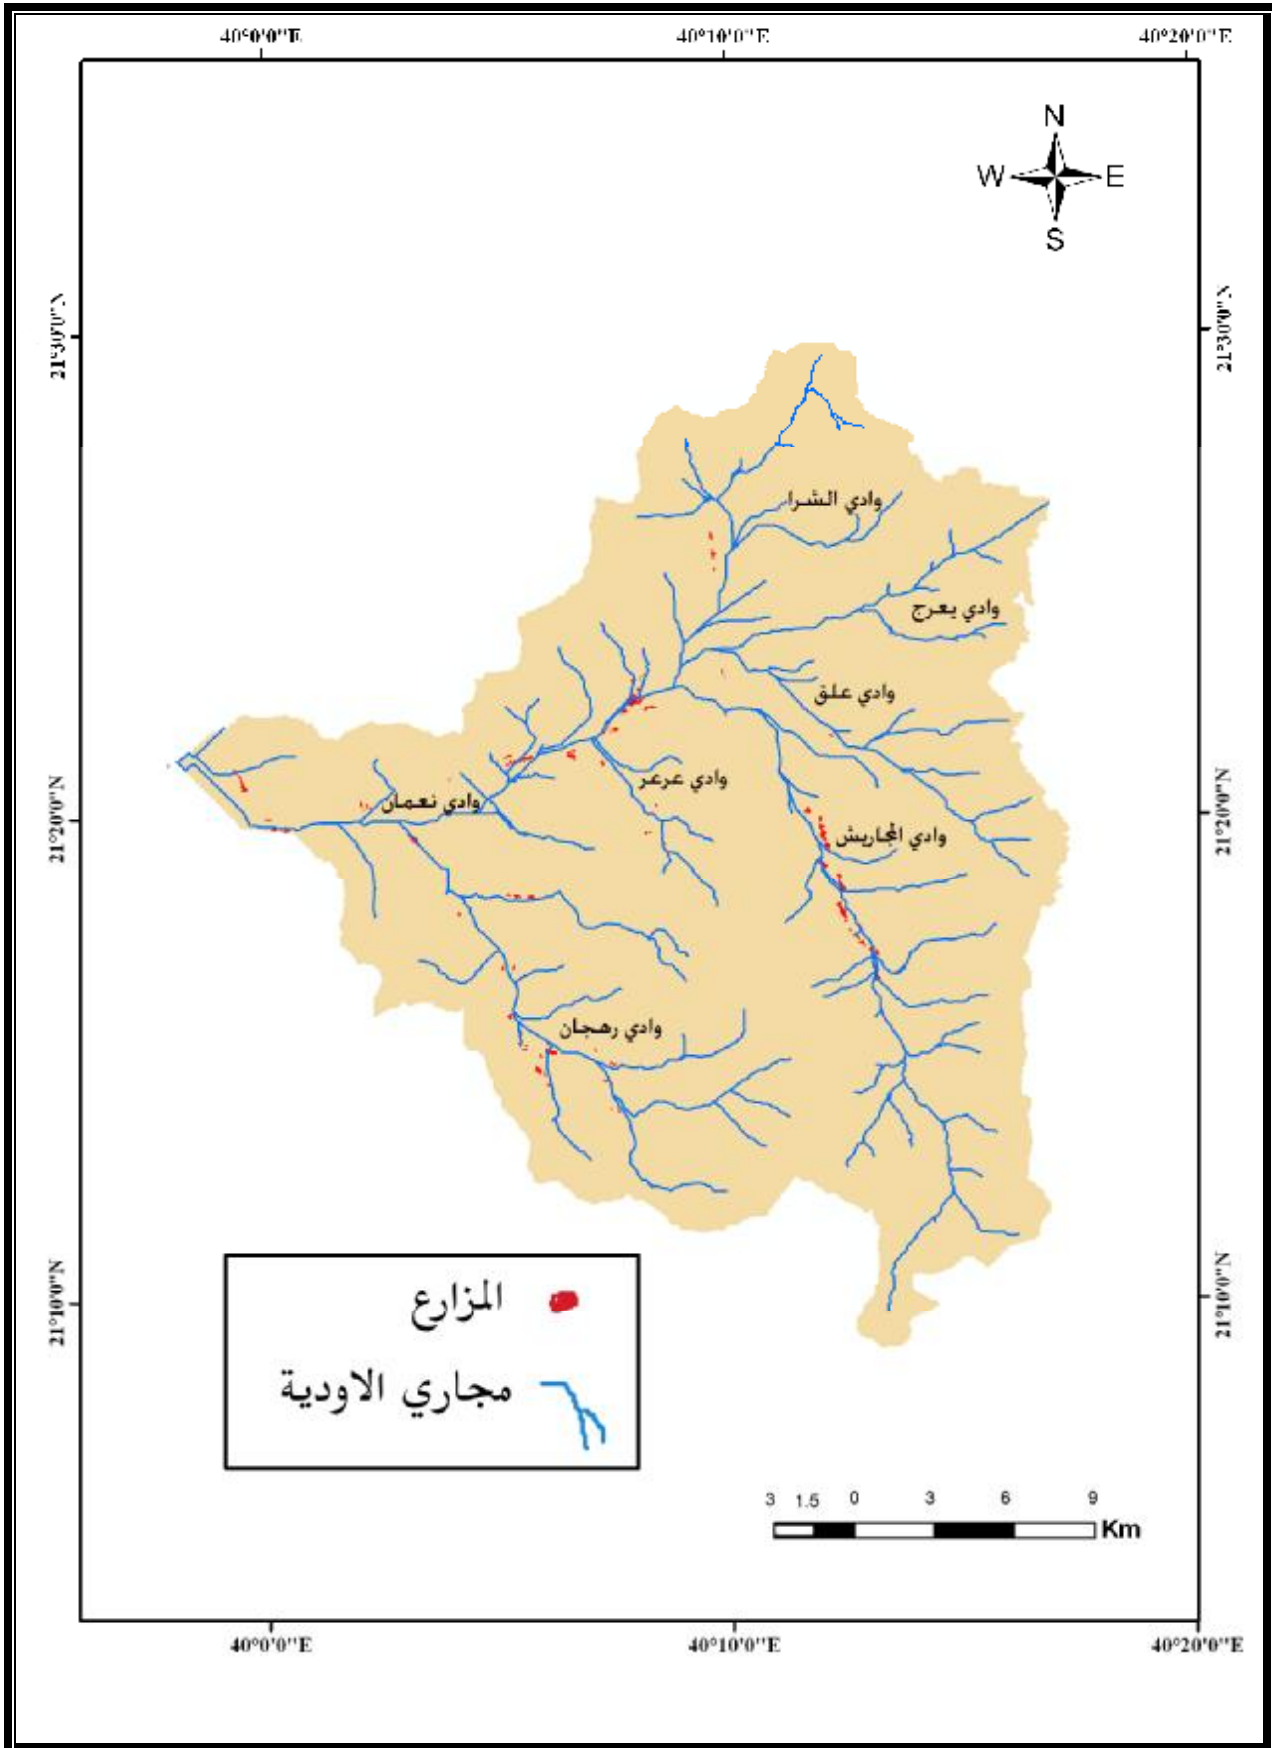 40°0'0"E 40°10'0"E 40°20'0"E
N
W E
S
21°30'0"N 21°30'0"N
وادي الشرا
وادي يعرج
وادي علق
وادي عرعر
وادي نعمان
21°20'0"N 21°20'0"N
وادي المجاريش
وادي رهجان
21°10'0"N 21°10'0"N
المزارع
مجاري الاودية
3 1.5 0 3 6 9
Km
40°0'0"E 40°10'0"E 40°20'0"E